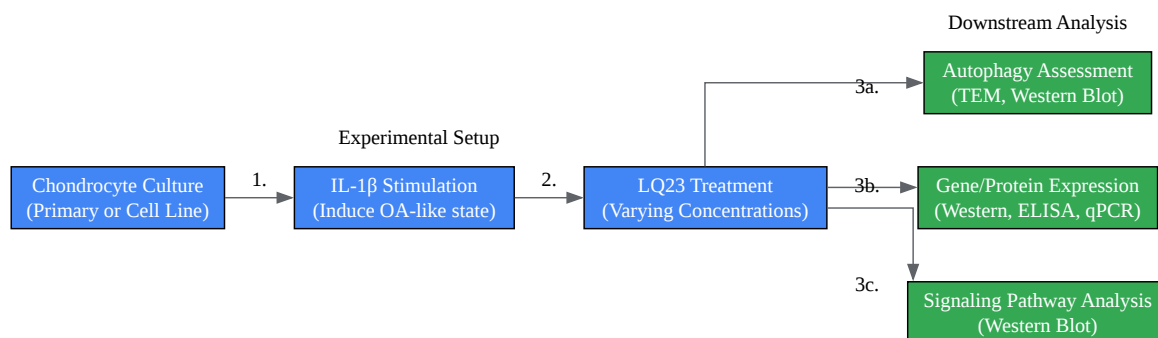 Downstream Analysis
Autophagy Assessment
(TEM, Western Blot)
3a.
Experimental Setup
Chondrocyte Culture
(Primary or Cell Line)
1.
IL-1β Stimulation
(Induce OA-like state)
2.
LQ23 Treatment
(Varying Concentrations)
3b.
Gene/Protein Expression
(Western, ELISA, qPCR)
3c.
Signaling Pathway Analysis
(Western Blot)